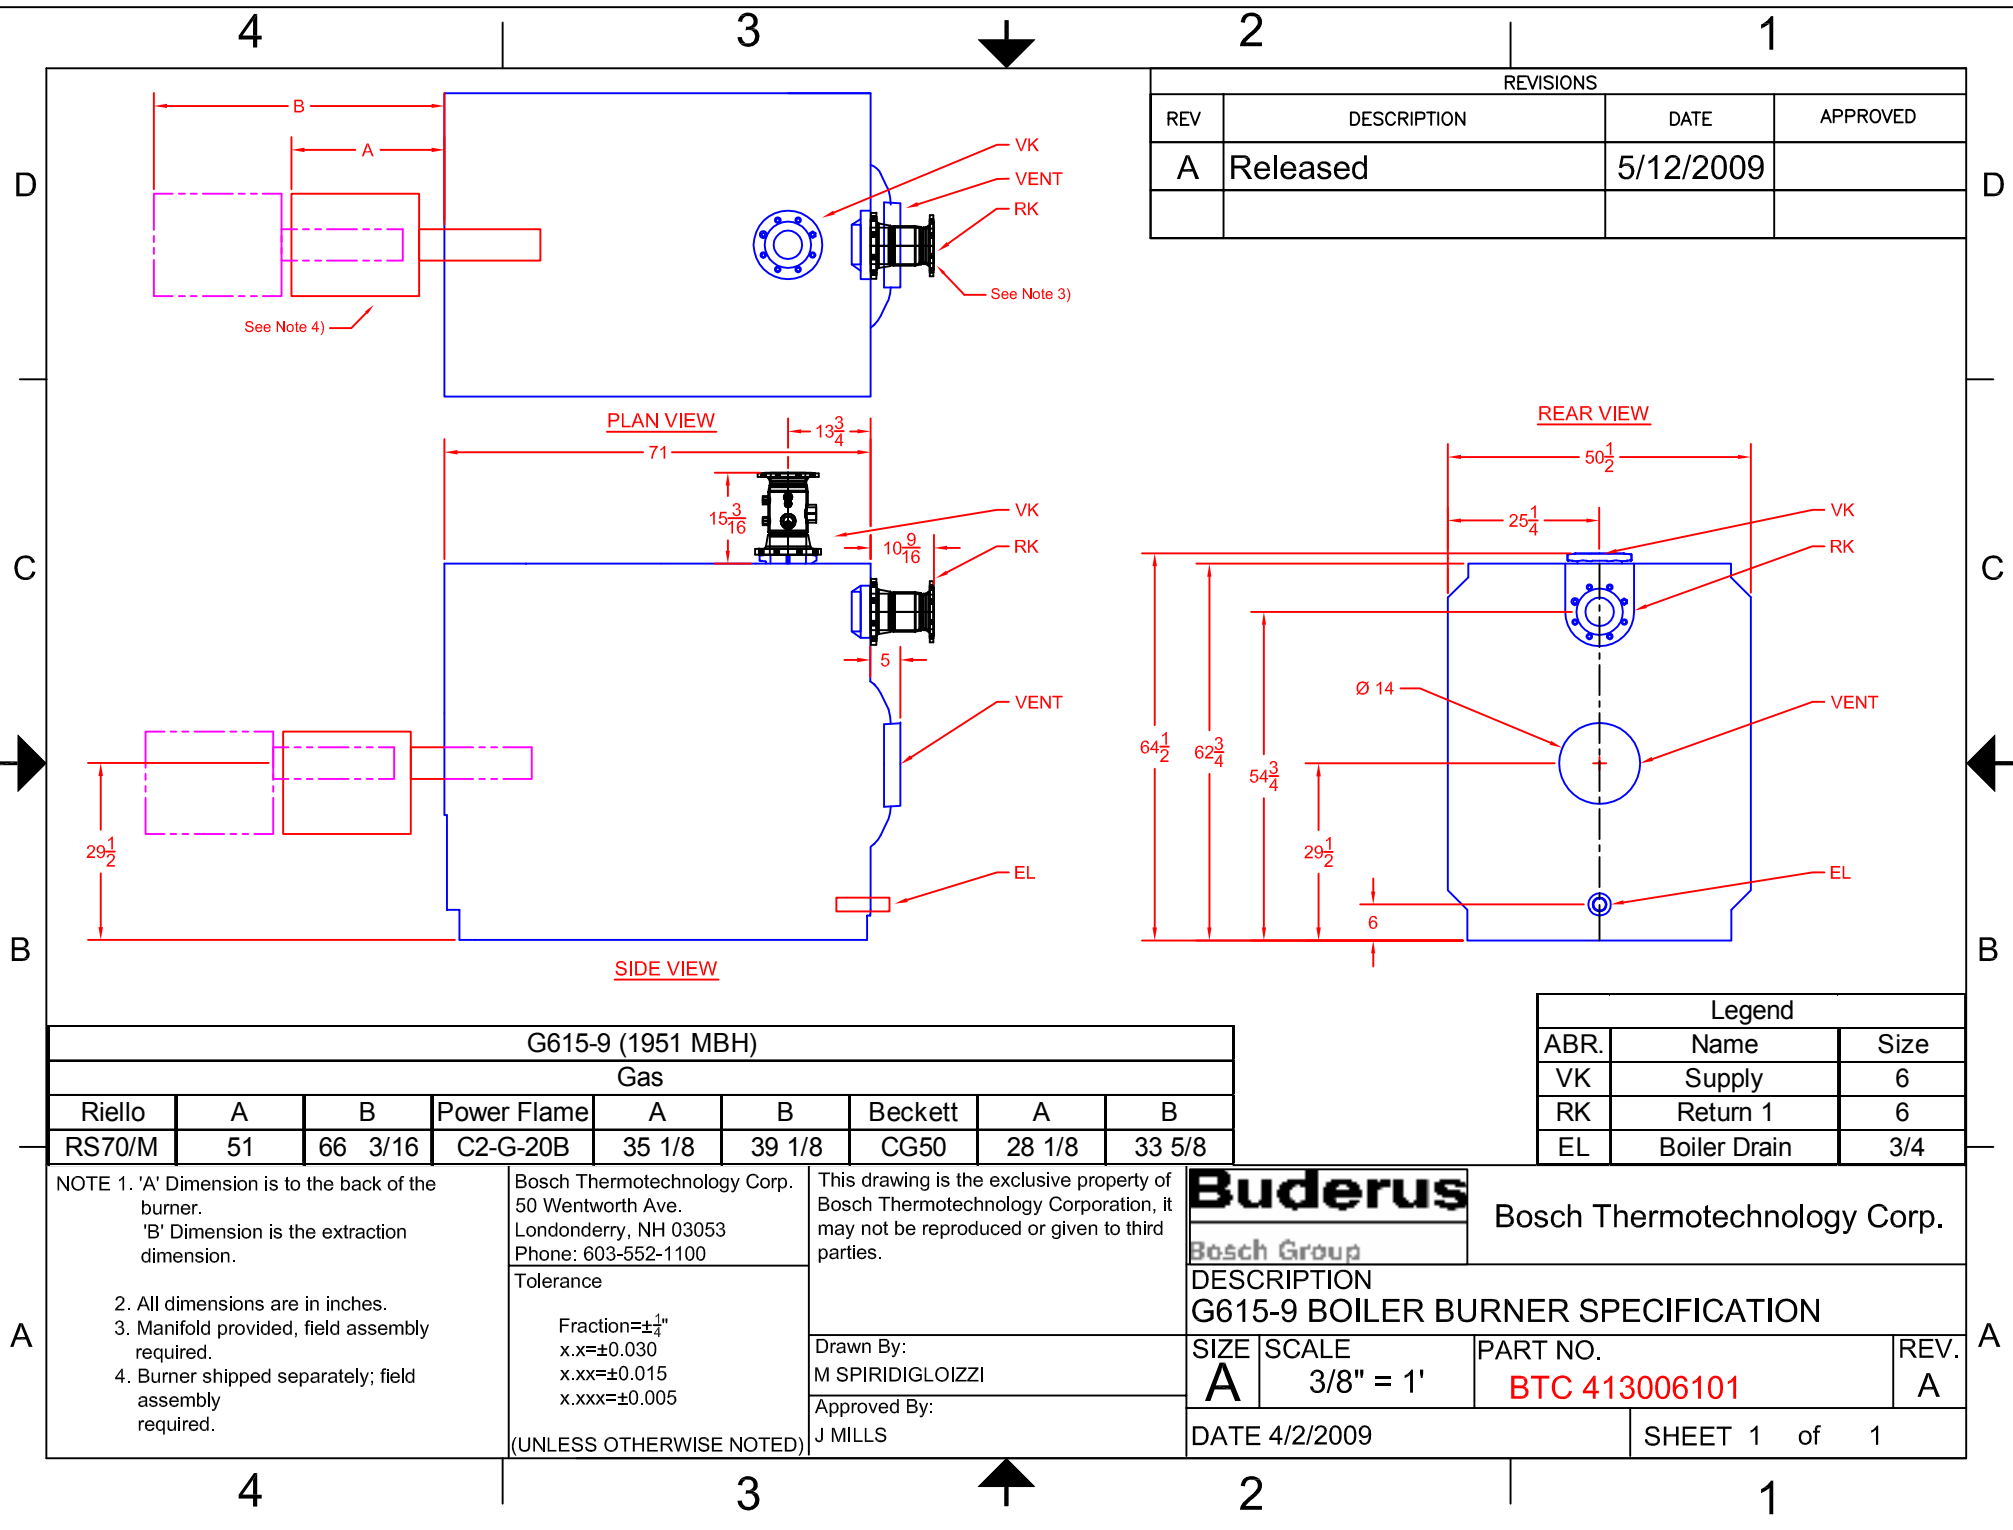 4 3 2 1
D
D
C
C
B
B
A
A
B
A
VK
VENT
RK
See Note 3)
See Note 4)
PLAN VIEW
REVISIONS
REV DESCRIPTION DATE APPROVED
A Released 5/12/2009
13 3/4
71
15 3/16
10 9/16
VK
RK
5
VENT
29 1/2
EL
SIDE VIEW
REAR VIEW
50 1/2
25 1/4
VK
RK
Ø 14
VENT
64 1/2
62 3/4
54 3/4
29 1/2
6
EL
Legend
ABR. Name Size
VK Supply 6
RK Return 1 6
EL Boiler Drain 3/4
G615-9 (1951 MBH)
Gas
Riello A B Power Flame A B Beckett A B
RS70/M 51 66 3/16 C2-G-20B 35 1/8 39 1/8 CG50 28 1/8 33 5/8
NOTE 1. 'A' Dimension is to the back of the
burner.
'B' Dimension is the extraction
dimension.
2. All dimensions are in inches.
3. Manifold provided, field assembly
required.
4. Burner shipped separately; field
assembly
required.
Bosch Thermotechnology Corp.
50 Wentworth Ave.
Londonderry, NH 03053
Phone: 603-552-1100
Tolerance
Fraction=±1/4"
x.x=±0.030
x.xx=±0.015
x.xxx=±0.005
(UNLESS OTHERWISE NOTED)
This drawing is the exclusive property of
Bosch Thermotechnology Corporation, it
may not be reproduced or given to third
parties.
Drawn By:
M SPIRIDIGLOIZZI
Approved By:
J MILLS
Buderus
Bosch Group
Bosch Thermotechnology Corp.
DESCRIPTION
G615-9 BOILER BURNER SPECIFICATION
SIZE
A
SCALE
3/8" = 1'
PART NO.
BTC 413006101
REV.
A
DATE 4/2/2009
SHEET 1 of 1
4 3 2 1